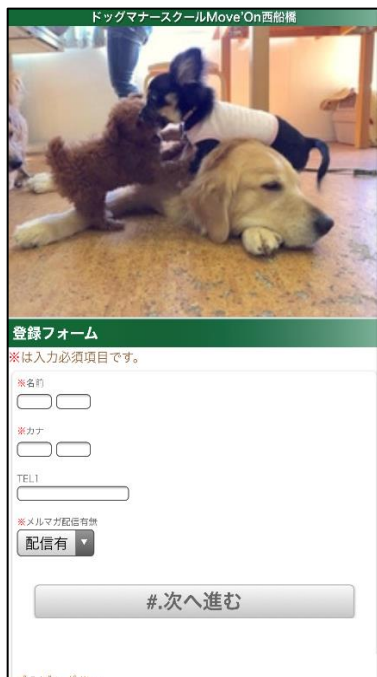 ドッグマナースクールMove'On西船橋
登録フォーム
※は入力必須項目です。
※名前
※カナ
TEL1
※メルマガ配信有無
配信有
#.次へ進む